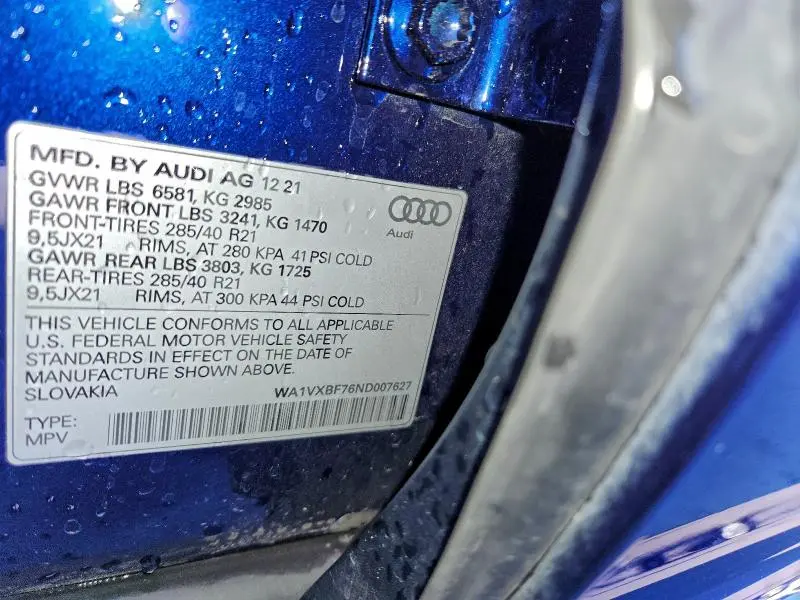 MFD. BY AUDI AG 12 21
GVWR LBS 6581, KG 2985
GAWR FRONT LBS 3241, KG 1470
FRONT-TIRES 285/40 R21
9,5JX21 RIMS, AT 280 KPA 41 PSI COLD
GAWR REAR LBS 3803, KG 1725
REAR-TIRES 285/40 R21
9,5JX21 RIMS, AT 300 KPA 44 PSI COLD
Audi
THIS VEHICLE CONFORMS TO ALL APPLICABLE
U.S. FEDERAL MOTOR VEHICLE SAFETY
STANDARDS IN EFFECT ON THE DATE OF
MANUFACTURE SHOWN ABOVE.
SLOVAKIA WA1VXBF76ND007627
TYPE:
MPV